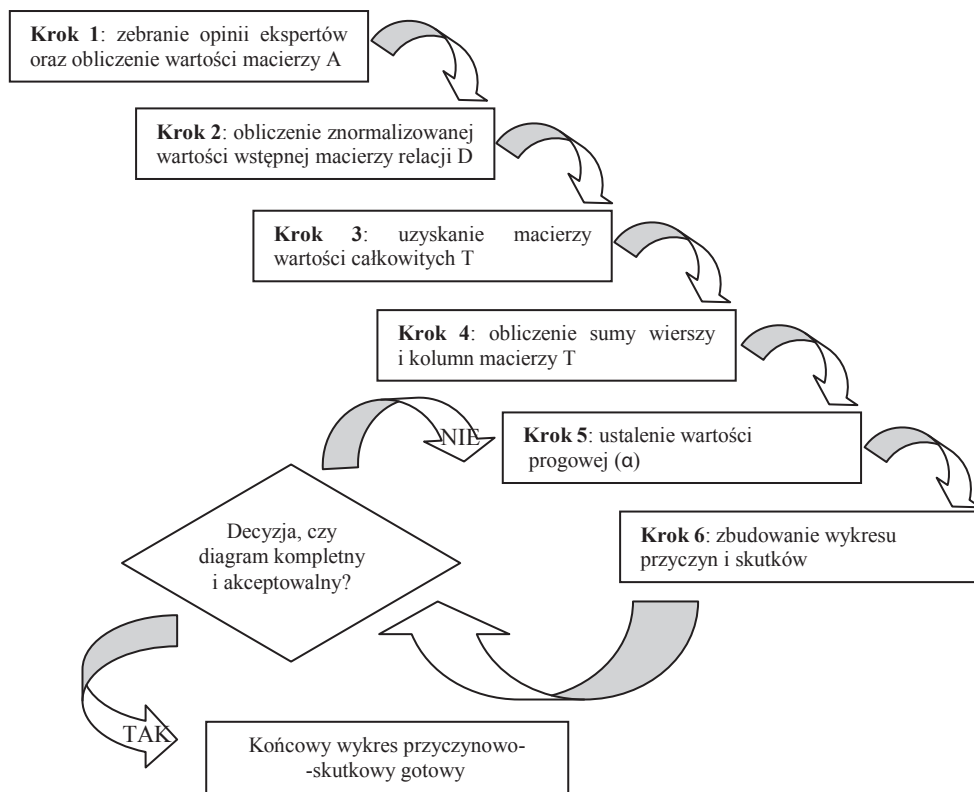 Krok 1: zebranie opinii ekspertów
oraz obliczenie wartości macierzy A
Krok 2: obliczenie znormalizowanej
wartości wstępnej macierzy relacji D
Krok 3: uzyskanie macierzy
wartości całkowitych T
Krok 4: obliczenie sumy wierszy
i kolumn macierzy T
NIE
Krok 5: ustalenie wartości
progowej (α)
Krok 6: zbudowanie wykresu
przyczyn i skutków
Decyzja, czy
diagram kompletny
i akceptowalny?
TAK
Końcowy wykres przyczynowo-
-skutkowy gotowy